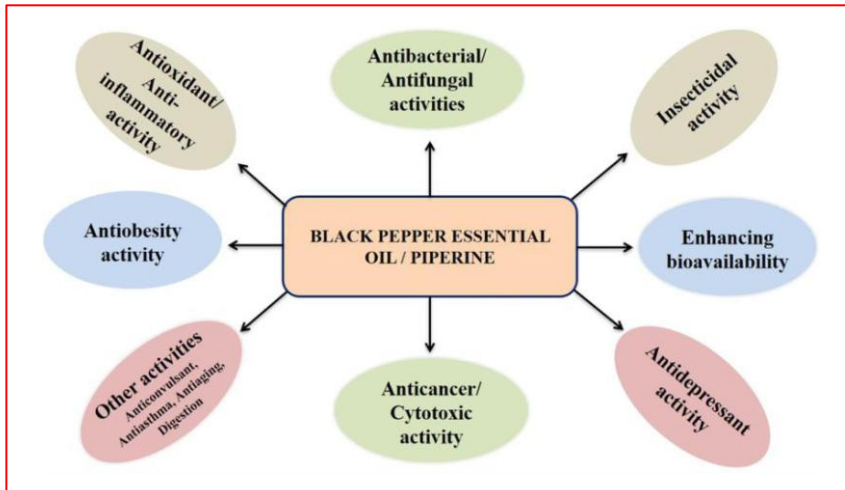 Antioxidant/
Anti-
inflammatory
activity
Antibacterial/
Antifungal
activities
Insecticidal
activity
Antiobesity
activity
BLACK PEPPER ESSENTIAL
OIL / PIPERINE
Enhancing
bioavailability
Other activities
Anticonvulsant,
Antiasthma, Antiaging,
Digestion
Anticancer/
Cytotoxic
activity
Antidepressant
activity